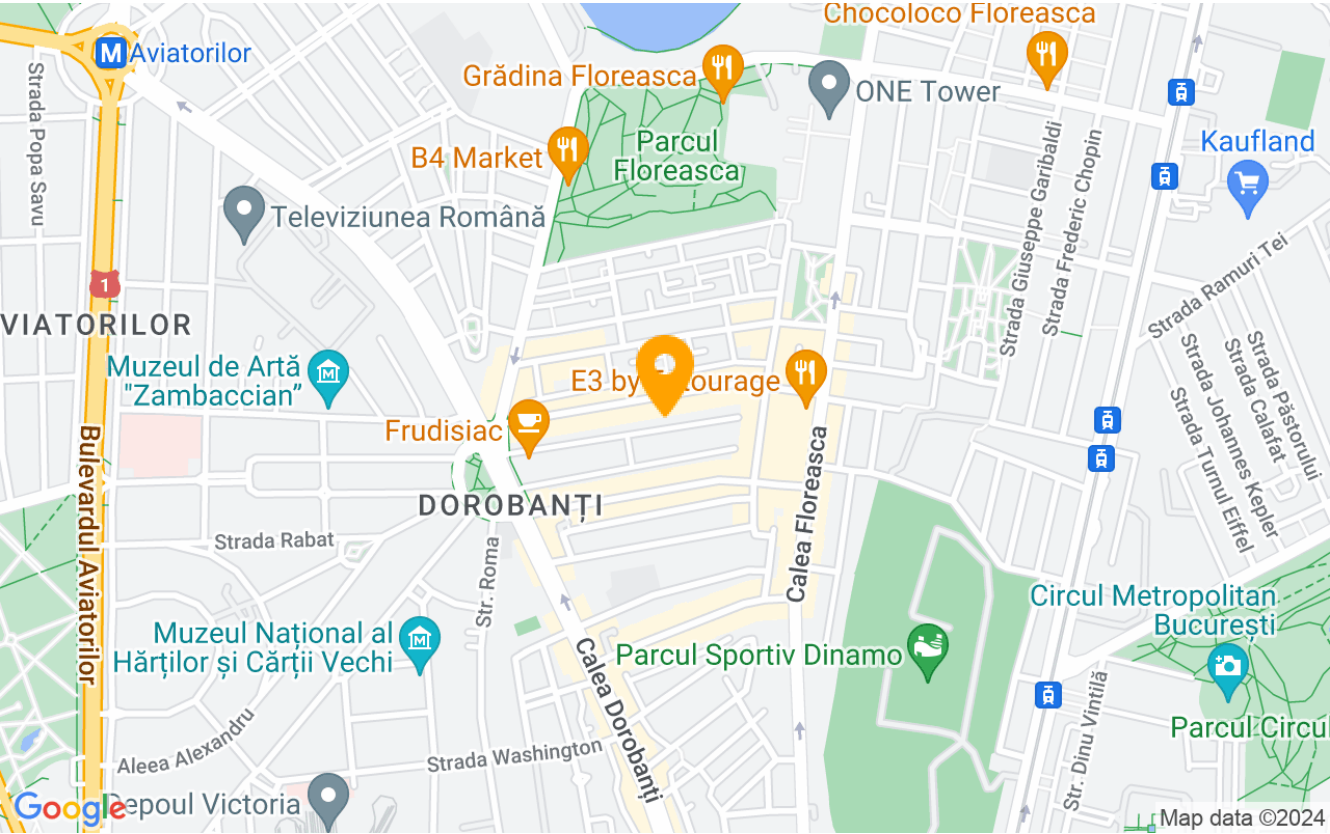 Chocoloco Floreasca
M Aviatorilor
Grădina Floreasca
ONE Tower
Strada Popa Savu
B4 Market
Parcul
Floreasca
Kaufland
Strada Giuseppe Garibaldi
Strada Frederic Chopin
Televiziunea Română
Strada Ramuri Tei
1
VIATORILOR
Muzeul de Artă
"Zambaccian”
E3 by
tourage
Strada Păstorului
Strada Calafat
Strada Johannes Kepler
Strada Turnul Eiffel
Frudisiac
Bulevardul Aviatorilor
DOROBANȚI
Calea Floreasca
Strada Rabat
Str. Roma
Circul Metropolitan
București
Muzeul Național al
Hărților și Cărții Vechi
Parcul Sportiv Dinamo
Calea Dorobanți
Str. Dinu Vintilă
Parcul Circul
Aleea Alexandru
Strada Washington
Google
Depoul Victoria
Map data ©2024